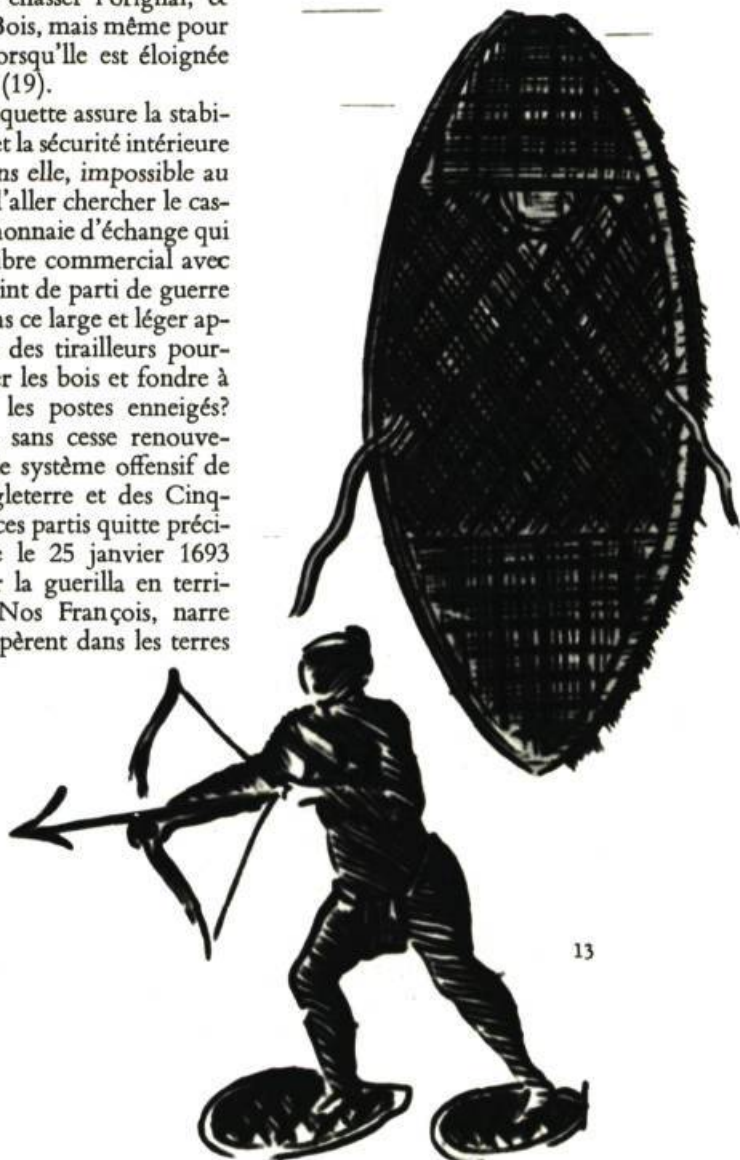 chasser l'orignal, &
Bois, mais même pour
orsqu'lle est éloignée
(19).
quette assure la stabi-
et la sécurité intérieure
ns elle, impossible au
l'aller chercher le cas-
nonnaie d'échange qui
bre commercial avec
int de parti de guerre
ns ce large et léger ap-
des tirailleurs pour-
er les bois et fondre à
les postes enneigés?
sans cesse renouve-
e système offensif de
gleterre et des Cinq-
ces partis quitte préci-
e le 25 janvier 1693
r la guerilla en terri-
Nos François, narre
pèrent dans les terres
13